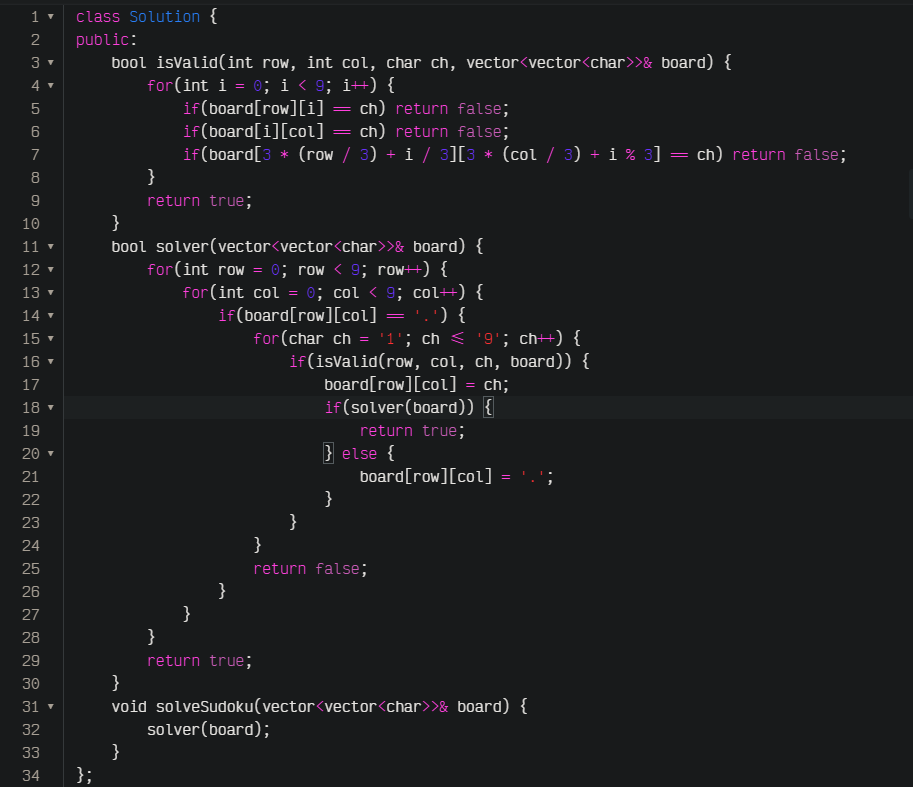 1 ▾ class Solution {
2 public:
3 ▾     bool isValid(int row, int col, char ch, vector<vector<char>>& board) {
4 ▾         for(int i = 0; i < 9; i++) {
5             if(board[row][i] == ch) return false;
6             if(board[i][col] == ch) return false;
7             if(board[3 * (row / 3) + i / 3][3 * (col / 3) + i % 3] == ch) return false;
8         }
9         return true;
10     }
11 ▾     bool solver(vector<vector<char>>& board) {
12 ▾         for(int row = 0; row < 9; row++) {
13 ▾             for(int col = 0; col < 9; col++) {
14 ▾                 if(board[row][col] == '.') {
15 ▾                     for(char ch = '1'; ch <= '9'; ch++) {
16 ▾                         if(isValid(row, col, ch, board)) {
17                             board[row][col] = ch;
18 ▾                             if(solver(board)) {
19                                 return true;
20 ▾                             } else {
21                                 board[row][col] = '.';
22                             }
23                         }
24                     }
25                     return false;
26                 }
27             }
28         }
29         return true;
30     }
31 ▾     void solveSudoku(vector<vector<char>>& board) {
32         solver(board);
33     }
34 };